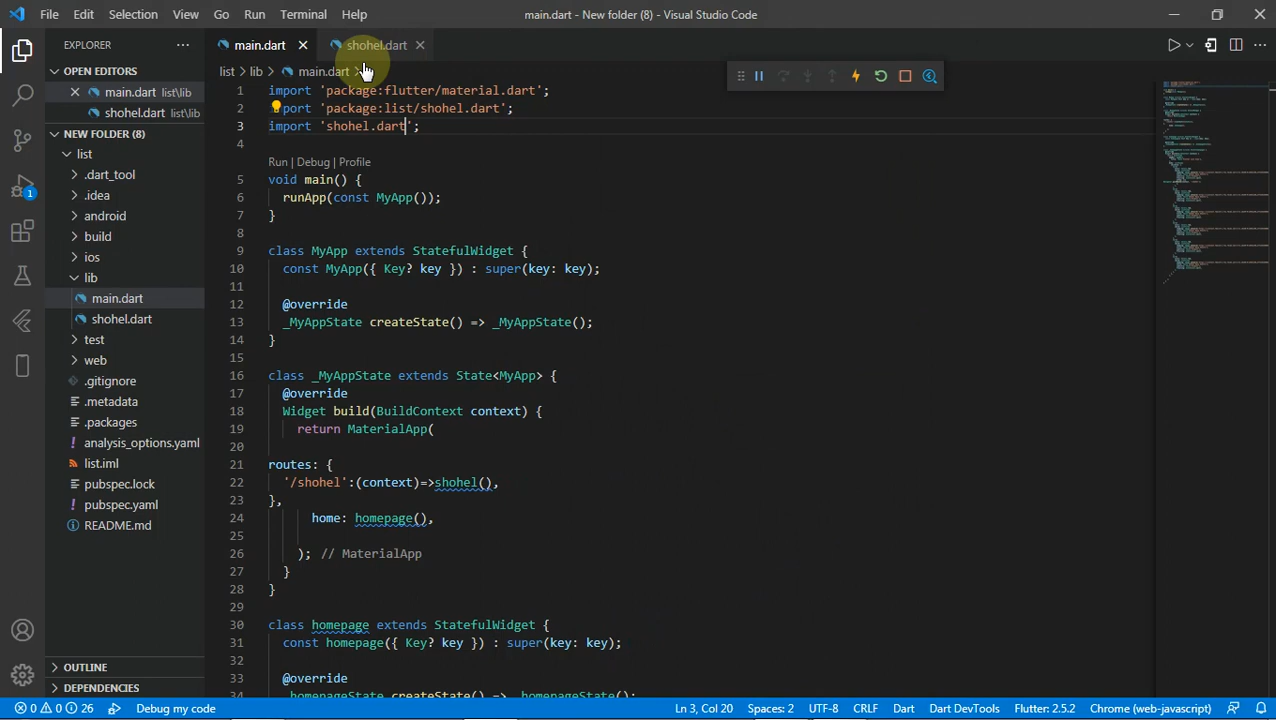 File Edit Selection View Go Run Terminal Help
main.dart - New folder (8) - Visual Studio Code
EXPLORER
main.dart
shohel.dart
OPEN EDITORS
main.dart list\lib
shohel.dart list\lib
NEW FOLDER (8)
list
.dart_tool
.idea
android
build
ios
lib
main.dart
shohel.dart
test
web
.gitignore
.metadata
.packages
analysis_options.yaml
list.iml
pubspec.lock
pubspec.yaml
README.md
OUTLINE
DEPENDENCIES
1
list > lib > main.dart
1 import 'package:flutter/material.dart';
2 import 'package:list/shohel.dart';
3 import 'shohel.dart';
4
Run | Debug | Profile
5 void main() {
6 runApp(const MyApp());
7 }
8
9 class MyApp extends StatefulWidget {
10 const MyApp({ Key? key }) : super(key: key);
11
12 @override
13 _MyAppState createState() => _MyAppState();
14 }
15
16 class _MyAppState extends State<MyApp> {
17 @override
18 Widget build(BuildContext context) {
19 return MaterialApp(
20
21 routes: {
22 '/shohel':(context)=>shohel(),
23 },
24 home: homepage(),
25
26 ); // MaterialApp
27 }
28 }
29
30 class homepage extends StatefulWidget {
31 const homepage({ Key? key }) : super(key: key);
32
33 @override
34 _homepageState createState() => _homepageState();
0 0 26 Debug my code
Ln 3, Col 20 Spaces: 2 UTF-8 CRLF Dart Dart DevTools Flutter: 2.5.2 Chrome (web-javascript)